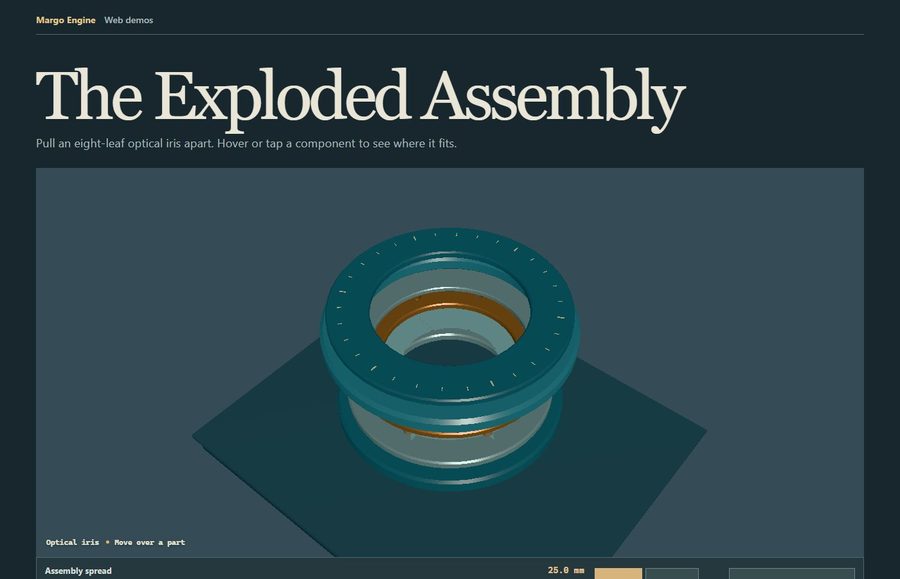 Margo Engine Web demos
The Exploded Assembly
Pull an eight-leaf optical iris apart. Hover or tap a component to see where it fits.
Optical iris • Move over a part
Assembly spread 25.0 mm